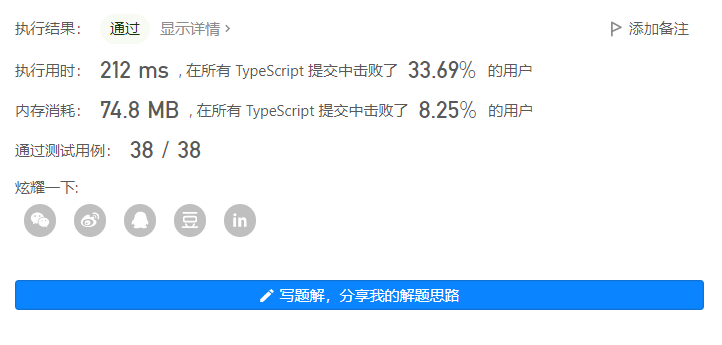 执行结果： 通过 显示详情 › 添加备注
执行用时： 212 ms , 在所有 TypeScript 提交中击败了 33.69% 的用户
内存消耗： 74.8 MB , 在所有 TypeScript 提交中击败了 8.25% 的用户
通过测试用例： 38 / 38
炫耀一下:
写题解，分享我的解题思路